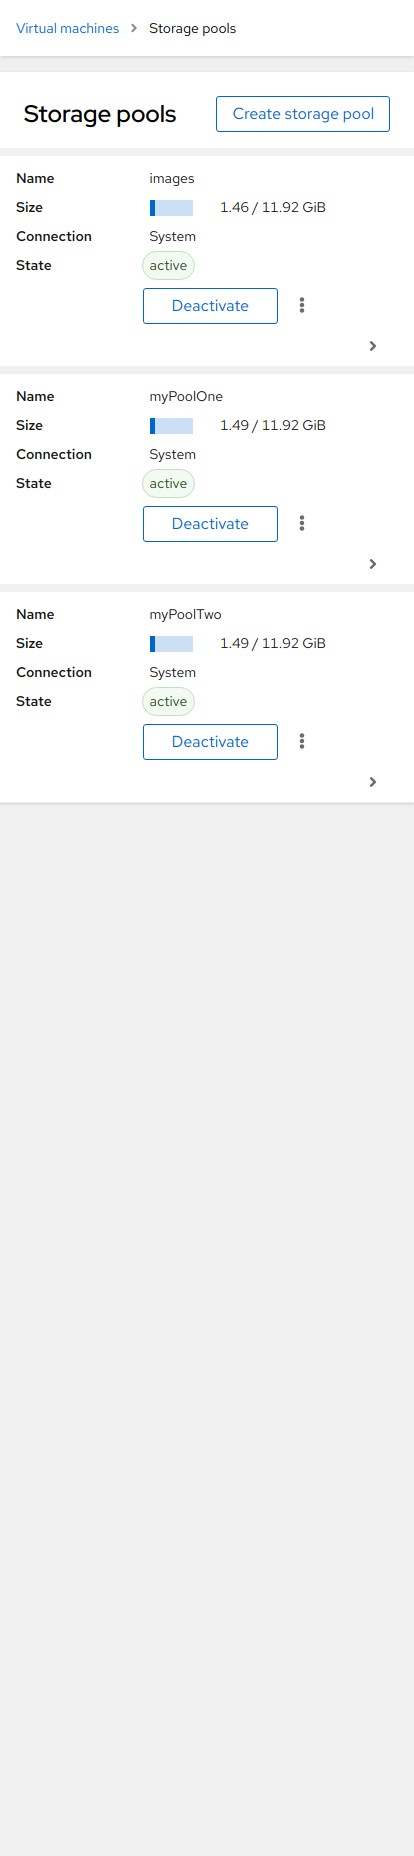 Virtual machines Storage pools
Storage pools Create storage pool
Name images
Size 1.46 / 11.92 GiB
Connection System
State active
Deactivate
Name myPoolOne
Size 1.49 / 11.92 GiB
Connection System
State active
Deactivate
Name myPoolTwo
Size 1.49 / 11.92 GiB
Connection System
State active
Deactivate